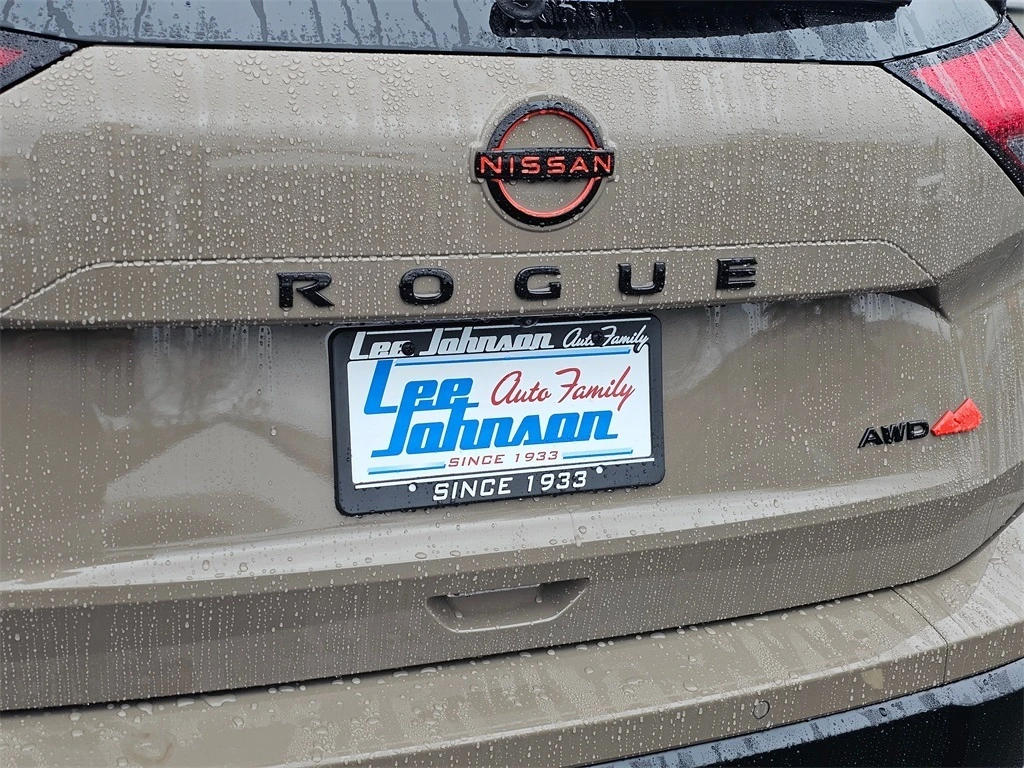 NISSAN
ROGUE
Lee Johnson Auto Family
Lee Auto Family
Johnson
SINCE 1933
SINCE 1933
AWD